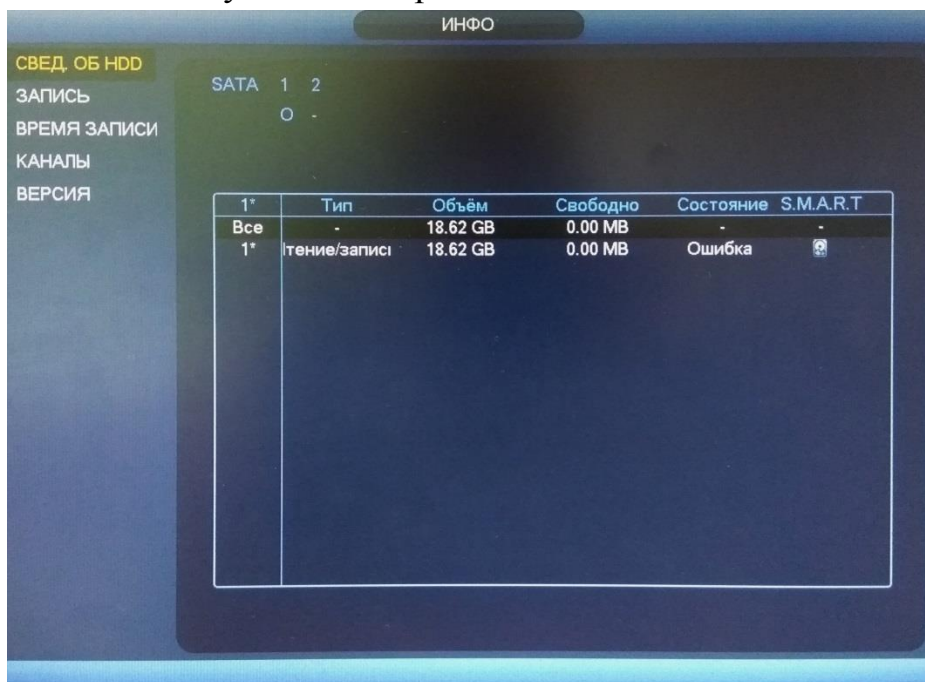 ИНФО
СВЕД. ОБ HDD
ЗАПИСЬ
ВРЕМЯ ЗАПИСИ
КАНАЛЫ
ВЕРСИЯ
SATA 1 2
O -
1* Тип Объём Свободно Состояние S.M.A.R.T
Все - 18.62 GB 0.00 MB - -
1* тение/запис 18.62 GB 0.00 MB Ошибка